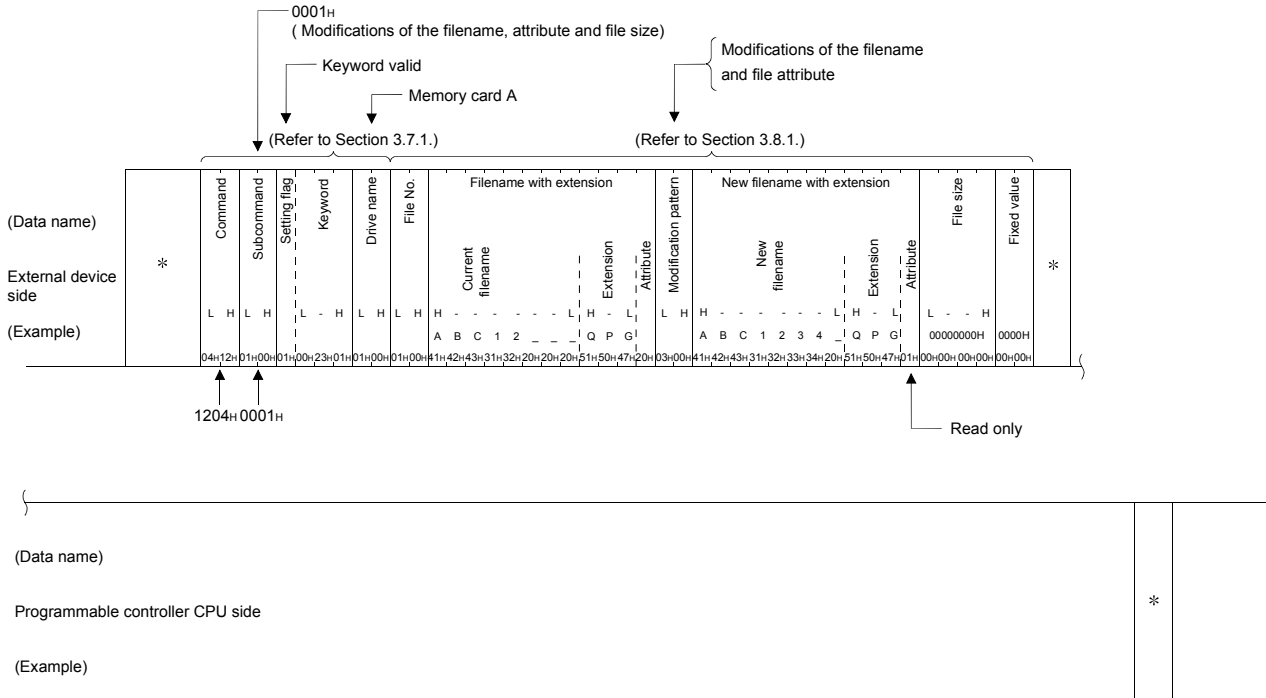 0001H
( Modifications of the filename, attribute and file size)
Keyword valid
Memory card A
Modifications of the filename
and file attribute
(Refer to Section 3.7.1.)
(Refer to Section 3.8.1.)
(Data name)
External device
side
(Example)
*
Command
Subcommand
Setting flag
Keyword
Drive name
File No.
Filename with extension
Current
filename
Extension
Attribute
Modification pattern
New filename with extension
New
filename
Extension
Attribute
File size
Fixed value
*
L H L H L - H L H L H H - - - - - - L H - L L H H - - - - - - L H - L L - - H
A B C 1 2 _ _ _ Q P G A B C 1 2 3 4 _ Q P G 00000000H 0000H
04H 12H 01H 00H 01H 00H 23H 01H 01H 00H 01H 00H 41H 42H 43H 31H 32H 20H 20H 20H 51H 50H 47H 20H 03H 00H 41H 42H 43H 31H 32H 33H 34H 20H 51H 50H 47H 01H 00H 00H 00H 00H 00H 00H
1204H 0001H
Read only
(Data name)
Programmable controller CPU side
(Example)
*